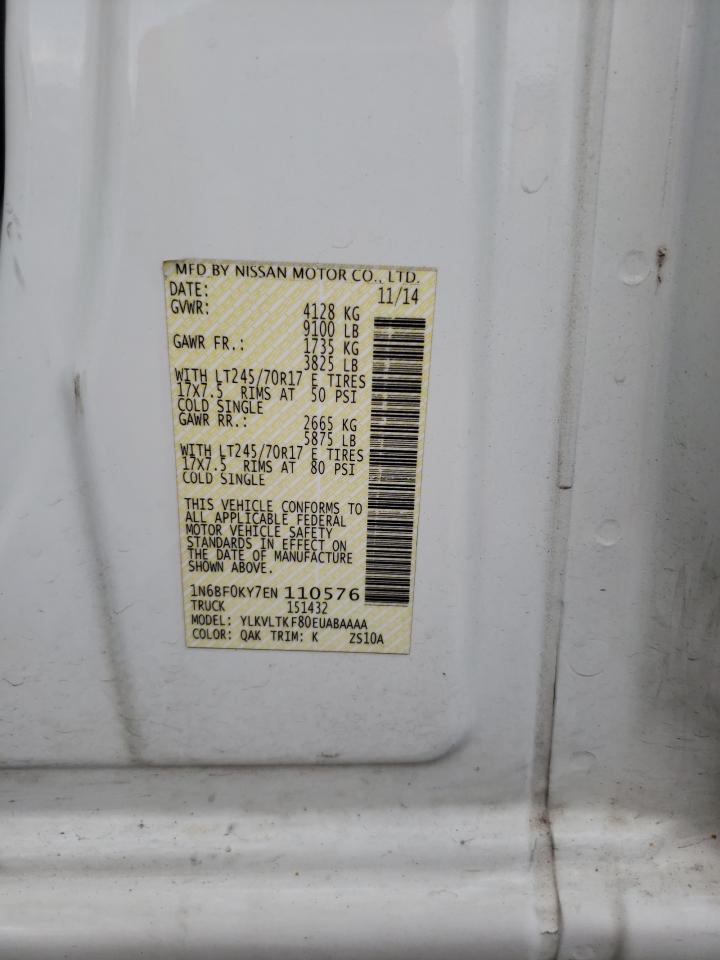 MFD BY NISSAN MOTOR CO., LTD.
DATE: 11/14
GVWR: 4128 KG
9100 LB
GAWR FR.: 1735 KG
3825 LB
WITH LT245/70R17 E TIRES
17X7.5 RIMS AT 50 PSI
COLD SINGLE
GAWR RR.: 2665 KG
5875 LB
WITH LT245/70R17 E TIRES
17X7.5 RIMS AT 80 PSI
COLD SINGLE
THIS VEHICLE CONFORMS TO
ALL APPLICABLE FEDERAL
MOTOR VEHICLE SAFETY
STANDARDS IN EFFECT ON
THE DATE OF MANUFACTURE
SHOWN ABOVE.
1N6BF0KY7EN 110576
TRUCK 151432
MODEL: YLKVLTKF80EUABAAAA
COLOR: QAK TRIM: K ZS10A